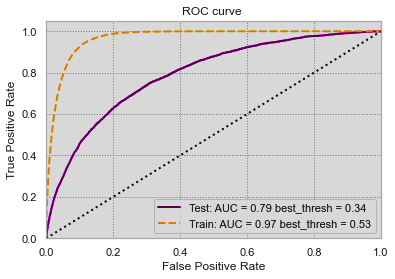 ROC curve
True Positive Rate
1.0
0.8
0.6
0.4
0.2
0.0
Test: AUC = 0.79 best_thresh = 0.34
Train: AUC = 0.97 best_thresh = 0.53
0.0 0.2 0.4 0.6 0.8 1.0
False Positive Rate